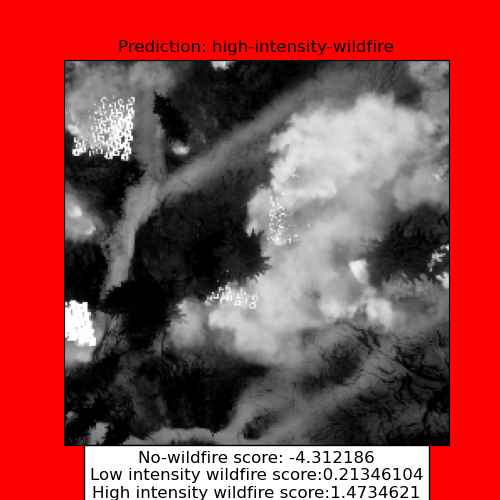 Prediction: high-intensity-wildfire
No-wildfire score: -4.312186
Low intensity wildfire score:0.21346104
High intensity wildfire score:1.4734621